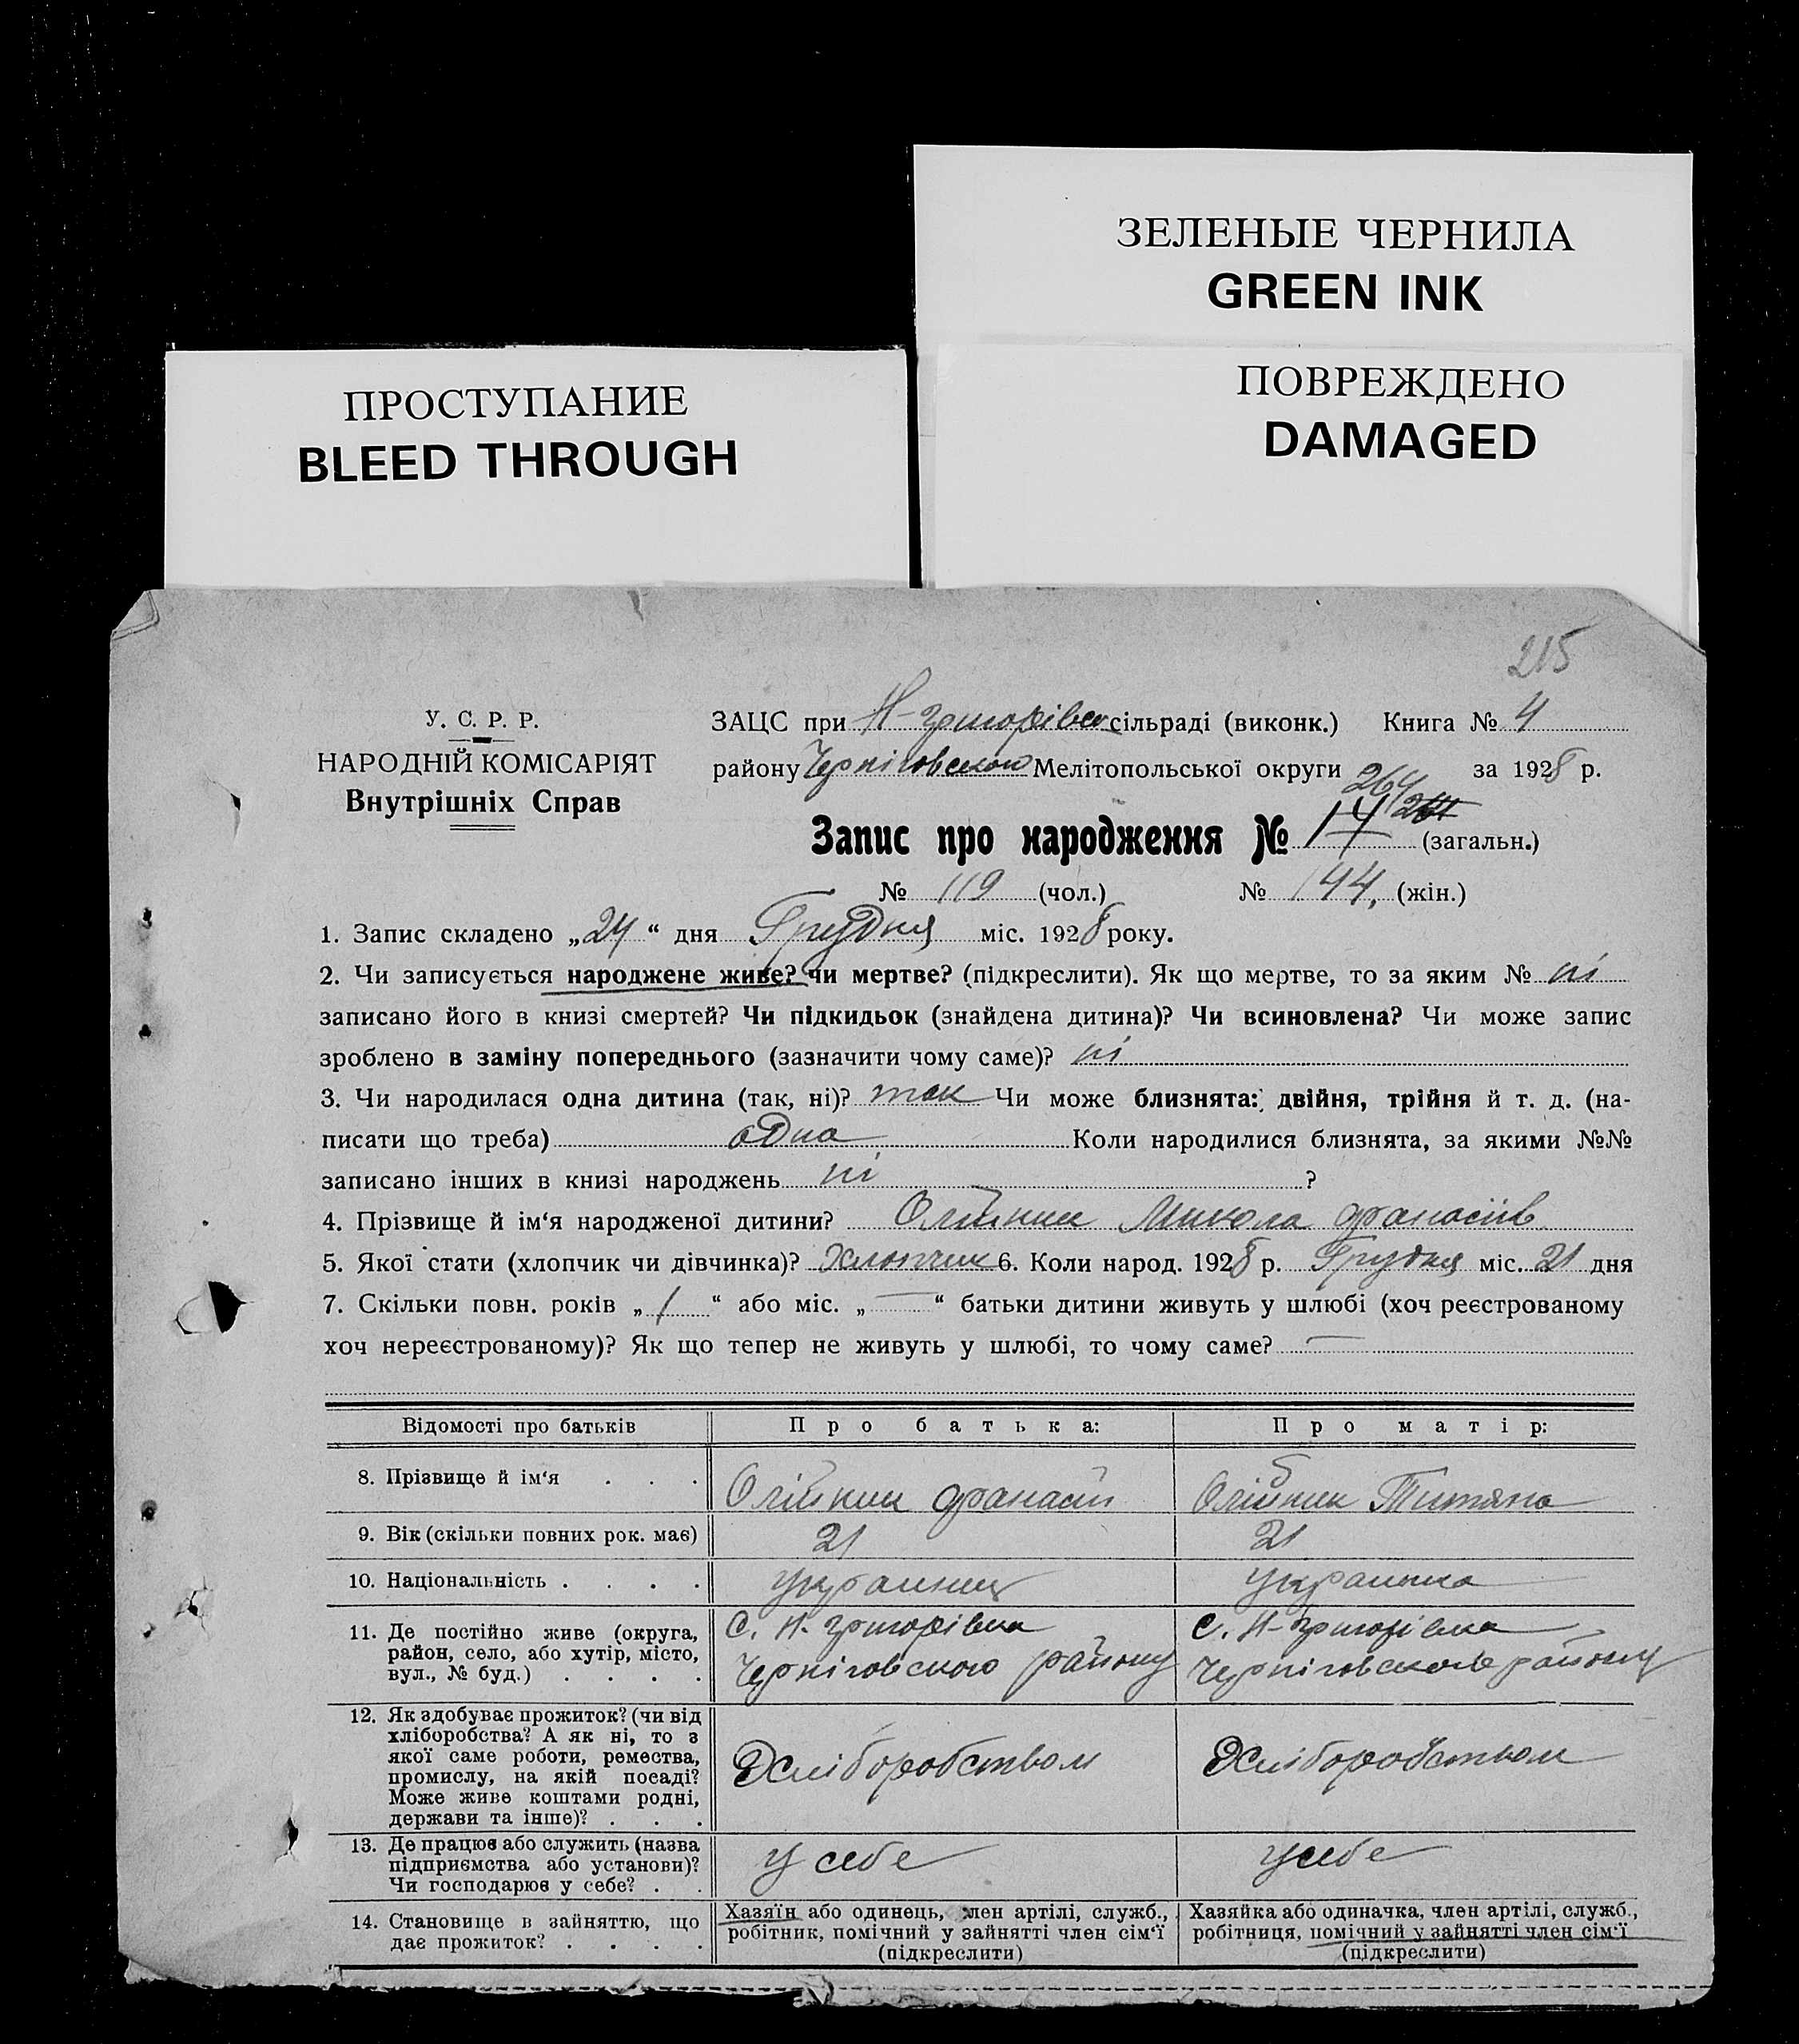 ЗЕЛЕНЫЕ ЧЕРНИЛА
GREEN INK
ПРОСТУПАНИЕ
BLEED THROUGH
ПОВРЕЖДЕНО
DAMAGED
215
У. С. Р. Р.
НАРОДНІЙ КОМІСАРІЯТ
Внутрішніх Справ
ЗАЦС при Н-Григорівс сільраді (виконк.) Книга № 4
району Черніговського Мелітопольської округи за 1928 р.
264
Запис про народження № 14 264 (загальн.)
№ 119 (чол.) № 144, (жін.)
1. Запис складено „24“ дня Грудня міс. 1928 року.
2. Чи записується народжене живе? чи мертве? (підкреслити). Як що мертве, то за яким № ні
записано його в книзі смертей? Чи підкидьок (знайдена дитина)? Чи всиновлена? Чи може запис
зроблено в заміну попереднього (зазначити чому саме)? ні
3. Чи народилася одна дитина (так, ні)? так Чи може близнята: двійня, трійня й т. д. (на-
писати що треба) одна Коли народилися близнята, за якими №№
записано інших в книзі народжень ні ?
4. Прізвище й ім‘я народженої дитини? Олійник Микола Фанасіїв
5. Якої стати (хлопчик чи дівчинка)? Хлопчик 6. Коли народ. 1928 р. Грудня міс. 21 дня
7. Скільки повн. років „ 1 “ або міс. „ — “ батьки дитини живуть у шлюбі (хоч реєстрованому
хоч нереєстрованому)? Як що тепер не живуть у шлюбі, то чому саме? —
Відомості про батьків Про батька: Про матір:
8. Прізвище й ім‘я . . . Олійник Фанасій Олійник Титяна
9. Вік (скільки повних рок. має) 21 21
10. Національність . . . . українец українка
11. Де постійно живе (округа, район, село, або хутір, місто, вул., № буд.) . . . .
С. Н-Григорівка
Черніговського району
С. Н-Григорівка
Черніговського району
12. Як здобуває прожиток? (чи від хліборобства? А як ні, то з якої саме роботи, ремества, промислу, на якій посаді? Може живе коштами родні, держави та інше)? . . .
Хліборобством Хліборобством
13. Де працює або служить (назва підприємства або установи)? Чи господарює у себе? . .
у себе у себе
14. Становище в зайняттю, що дає прожиток? . . . .
Хазяїн або одинець, член артілі, служб., робітник, помічний у зайнятті член сім‘ї (підкреслити)
Хазяйка або одиначка, член артілі, служб., робітниця, помічний у зайнятті член сім‘ї (підкреслити)